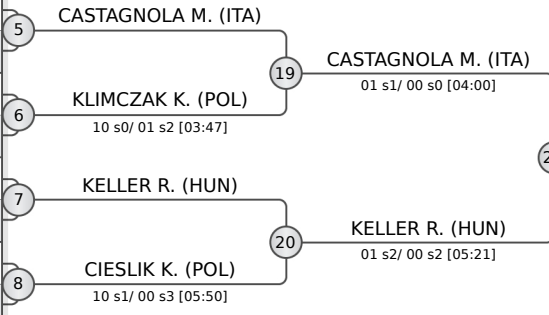 CASTAGNOLA M. (ITA)
5
19
CASTAGNOLA M. (ITA)
01 s1/ 00 s0 [04:00]
KLIMCZAK K. (POL)
6
10 s0/ 01 s2 [03:47]
KELLER R. (HUN)
7
20
KELLER R. (HUN)
01 s2/ 00 s2 [05:21]
CIESLIK K. (POL)
8
10 s1/ 00 s3 [05:50]